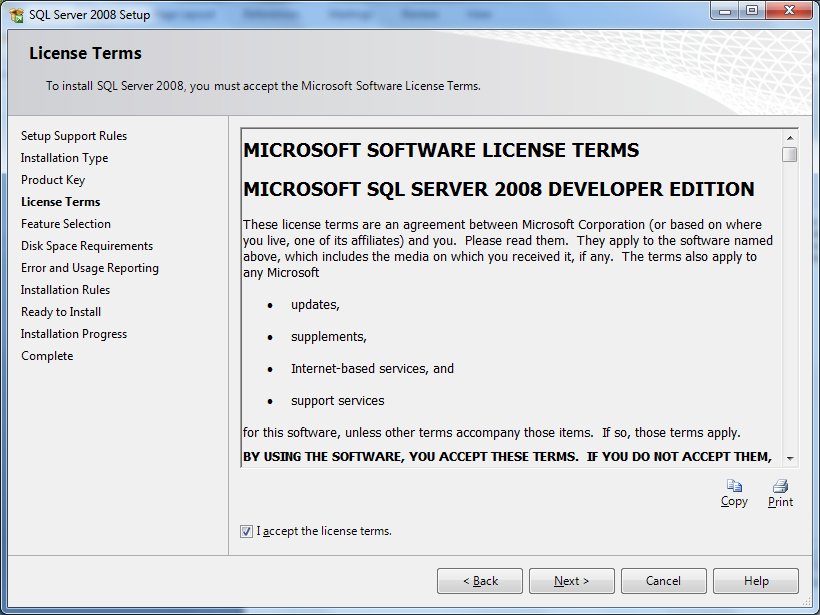 SQL Server 2008 Setup
License Terms
To install SQL Server 2008, you must accept the Microsoft Software License Terms.
Setup Support Rules
Installation Type
Product Key
License Terms
Feature Selection
Disk Space Requirements
Error and Usage Reporting
Installation Rules
Ready to Install
Installation Progress
Complete
MICROSOFT SOFTWARE LICENSE TERMS
MICROSOFT SQL SERVER 2008 DEVELOPER EDITION
These license terms are an agreement between Microsoft Corporation (or based on where
you live, one of its affiliates) and you.  Please read them.  They apply to the software named
above, which includes the media on which you received it, if any.  The terms also apply to
any Microsoft
• updates,
• supplements,
• Internet-based services, and
• support services
for this software, unless other terms accompany those items.  If so, those terms apply.
BY USING THE SOFTWARE, YOU ACCEPT THESE TERMS.  IF YOU DO NOT ACCEPT THEM,
Copy Print
I accept the license terms.
< Back Next > Cancel Help